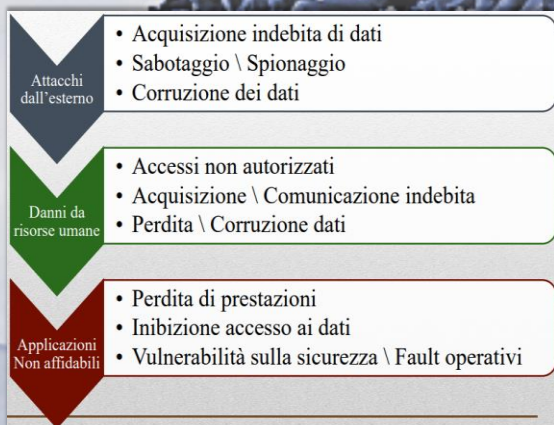 Attacchi
dall'esterno
• Acquisizione indebita di dati
• Sabotaggio \ Spionaggio
• Corruzione dei dati
Danni da
risorse umane
• Accessi non autorizzati
• Acquisizione \ Comunicazione indebita
• Perdita \ Corruzione dati
Applicazioni
Non affidabili
• Perdita di prestazioni
• Inibizione accesso ai dati
• Vulnerabilità sulla sicurezza \ Fault operativi